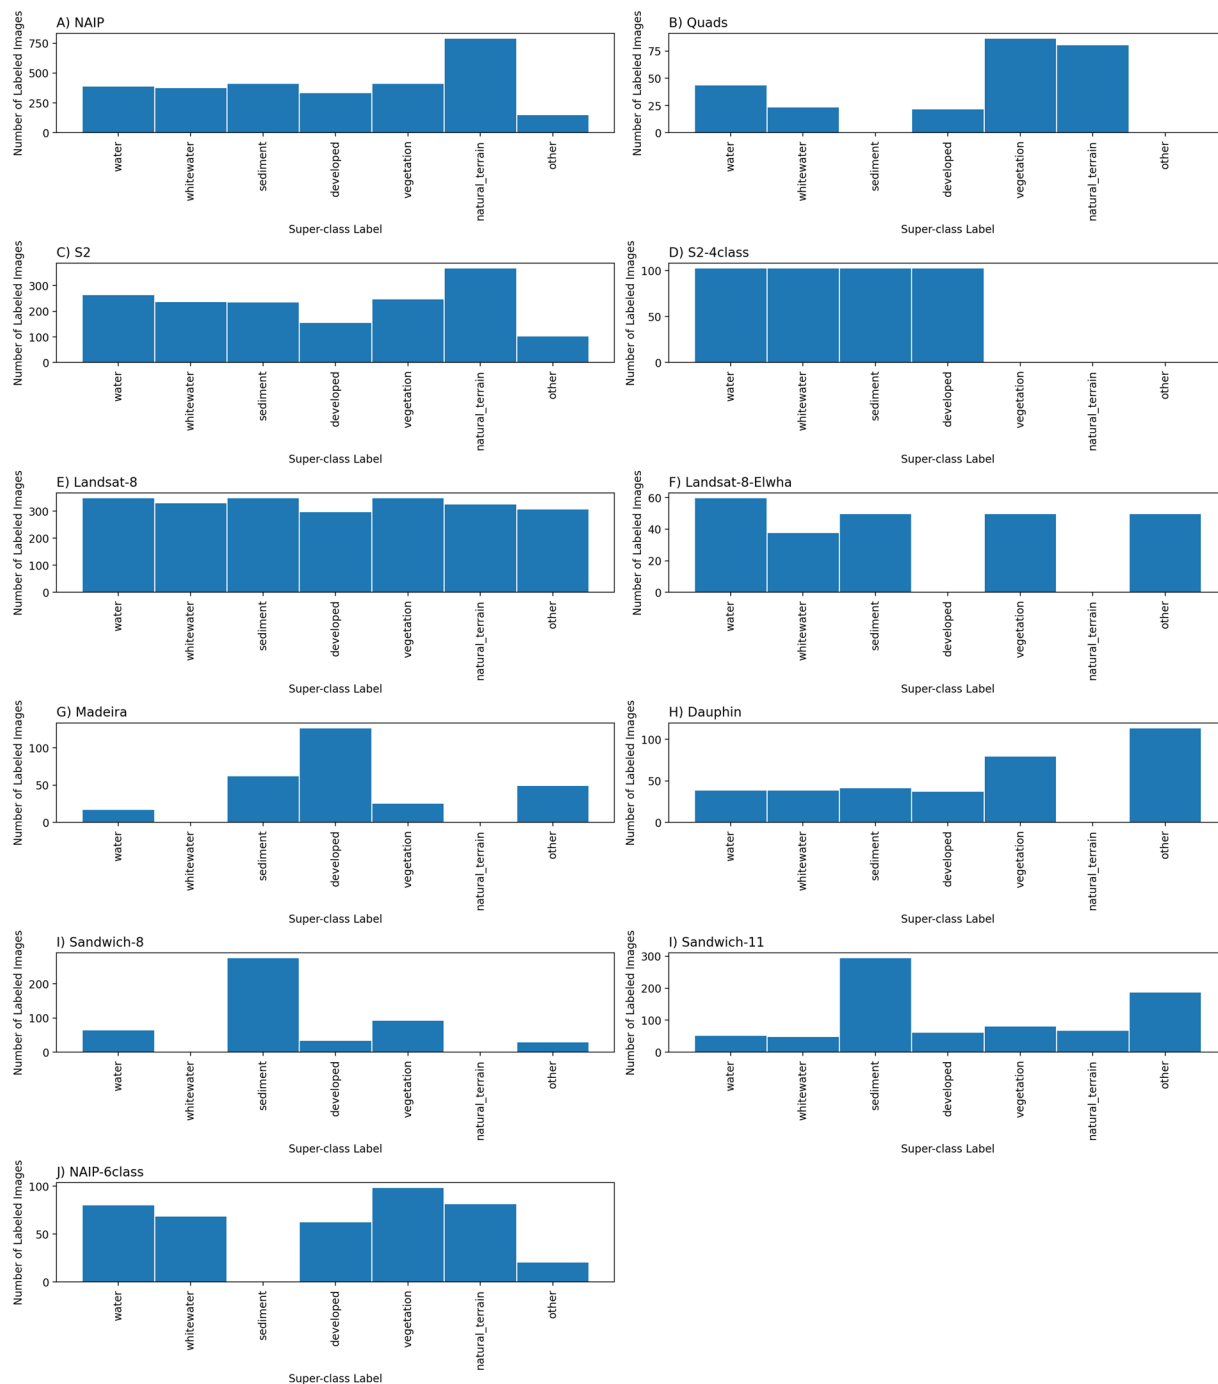 A) NAIP
Number of Labeled Images
750
500
250
0
water
whitewater
sediment
developed
vegetation
natural_terrain
other
Super-class Label
B) Quads
Number of Labeled Images
75
50
25
0
water
whitewater
sediment
developed
vegetation
natural_terrain
other
Super-class Label
C) S2
Number of Labeled Images
300
200
100
0
water
whitewater
sediment
developed
vegetation
natural_terrain
other
Super-class Label
D) S2-4class
Number of Labeled Images
100
50
0
water
whitewater
sediment
developed
vegetation
natural_terrain
other
Super-class Label
E) Landsat-8
Number of Labeled Images
300
200
100
0
water
whitewater
sediment
developed
vegetation
natural_terrain
other
Super-class Label
F) Landsat-8-Elwha
Number of Labeled Images
60
40
20
0
water
whitewater
sediment
developed
vegetation
natural_terrain
other
Super-class Label
G) Madeira
Number of Labeled Images
100
50
0
water
whitewater
sediment
developed
vegetation
natural_terrain
other
Super-class Label
H) Dauphin
Number of Labeled Images
100
50
0
water
whitewater
sediment
developed
vegetation
natural_terrain
other
Super-class Label
I) Sandwich-8
Number of Labeled Images
200
100
0
water
whitewater
sediment
developed
vegetation
natural_terrain
other
Super-class Label
I) Sandwich-11
Number of Labeled Images
300
200
100
0
water
whitewater
sediment
developed
vegetation
natural_terrain
other
Super-class Label
J) NAIP-6class
Number of Labeled Images
100
50
0
water
whitewater
sediment
developed
vegetation
natural_terrain
other
Super-class Label